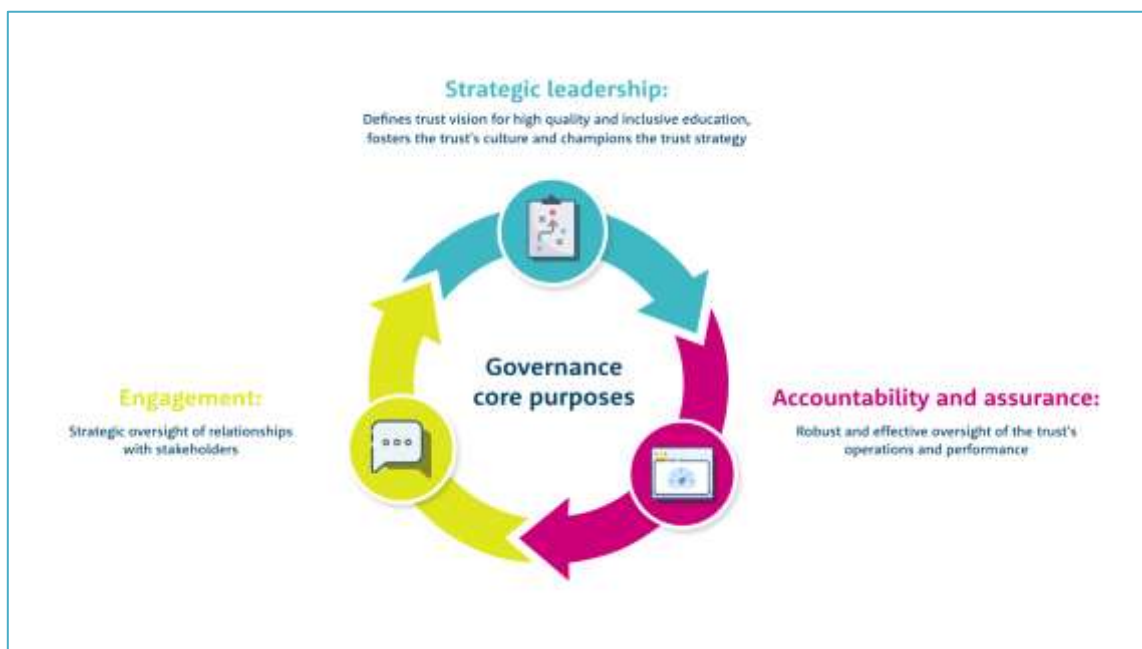 Strategic leadership:
Defines trust vision for high quality and inclusive education,
fosters the trust's culture and champions the trust strategy
Governance
core purposes
Engagement:
Strategic oversight of relationships
with stakeholders
Accountability and assurance:
Robust and effective oversight of the trust's
operations and performance